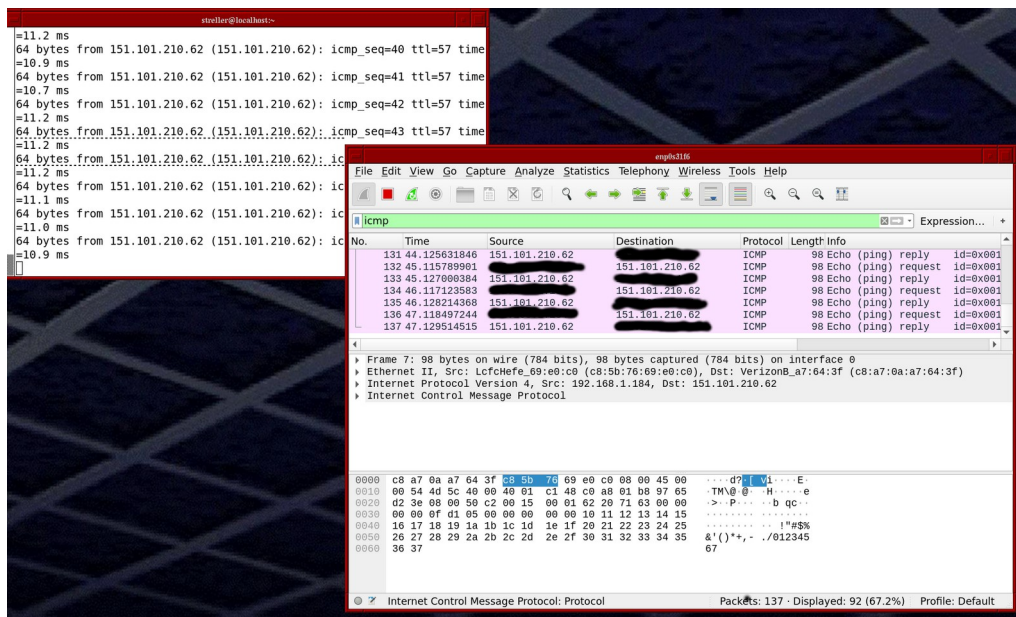 streller@localhost:~
=11.2 ms
64 bytes from 151.101.210.62 (151.101.210.62): icmp_seq=40 ttl=57 time
=10.9 ms
64 bytes from 151.101.210.62 (151.101.210.62): icmp_seq=41 ttl=57 time
=10.7 ms
64 bytes from 151.101.210.62 (151.101.210.62): icmp_seq=42 ttl=57 time
=11.2 ms
64 bytes from 151.101.210.62 (151.101.210.62): icmp_seq=43 ttl=57 time
=11.2 ms
64 bytes from 151.101.210.62 (151.101.210.62): ic
=11.2 ms
64 bytes from 151.101.210.62 (151.101.210.62): ic
=11.1 ms
64 bytes from 151.101.210.62 (151.101.210.62): ic
=11.0 ms
64 bytes from 151.101.210.62 (151.101.210.62): ic
=10.9 ms
enp0s31f6
File Edit View Go Capture Analyze Statistics Telephony Wireless Tools Help
icmp Expression... +
No. Time Source Destination Protocol Length Info
131 44.125631846 151.101.210.62 ICMP 98 Echo (ping) reply id=0x001
132 45.115789901 151.101.210.62 ICMP 98 Echo (ping) request id=0x001
133 45.127000384 151.101.210.62 ICMP 98 Echo (ping) reply id=0x001
134 46.117123583 151.101.210.62 ICMP 98 Echo (ping) request id=0x001
135 46.128214368 151.101.210.62 ICMP 98 Echo (ping) reply id=0x001
136 47.118497244 151.101.210.62 ICMP 98 Echo (ping) request id=0x001
137 47.129514515 151.101.210.62 ICMP 98 Echo (ping) reply id=0x001
Frame 7: 98 bytes on wire (784 bits), 98 bytes captured (784 bits) on interface 0
Ethernet II, Src: LcfcHefe_69:e0:c0 (c8:5b:76:69:e0:c0), Dst: VerizonB_a7:64:3f (c8:a7:0a:a7:64:3f)
Internet Protocol Version 4, Src: 192.168.1.184, Dst: 151.101.210.62
Internet Control Message Protocol
0000 c8 a7 0a a7 64 3f c8 5b 76 69 e0 c0 08 00 45 00 ····d?·[ vi····E·
0010 00 54 4d 5c 40 00 40 01 c1 48 c0 a8 01 b8 97 65 ·TM\@·@· ·H·····e
0020 d2 3e 08 00 50 c2 00 15 00 01 62 20 71 63 00 00 ·>··P··· ··b qc··
0030 00 00 0f d1 05 00 00 00 00 00 10 11 12 13 14 15 ········ ········
0040 16 17 18 19 1a 1b 1c 1d 1e 1f 20 21 22 23 24 25 ········ ·· !"#$%
0050 26 27 28 29 2a 2b 2c 2d 2e 2f 30 31 32 33 34 35 &'()*+,- ./012345
0060 36 37 67
Internet Control Message Protocol: Protocol Packets: 137 · Displayed: 92 (67.2%) Profile: Default